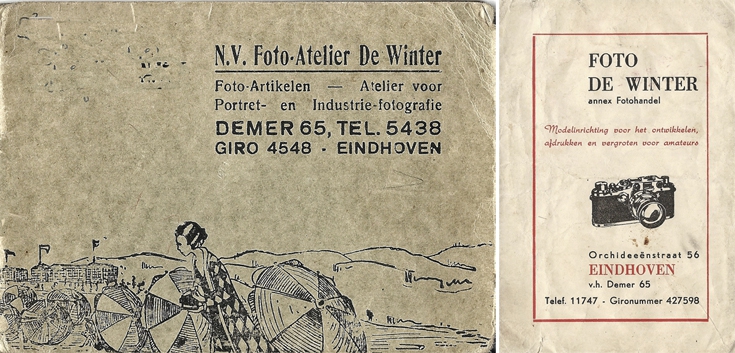 N.V. Foto-Atelier De Winter
Foto-Artikelen — Atelier voor
Portret- en Industrie-fotografie
DEMER 65, TEL. 5438
GIRO 4548 - EINDHOVEN
FOTO
DE WINTER
annex Fotohandel
Modelinrichting voor het ontwikkelen,
afdrukken en vergroten voor amateurs
Orchideeënstraat 56
EINDHOVEN
v.h. Demer 65
Telef. 11747 - Gironummer 427598